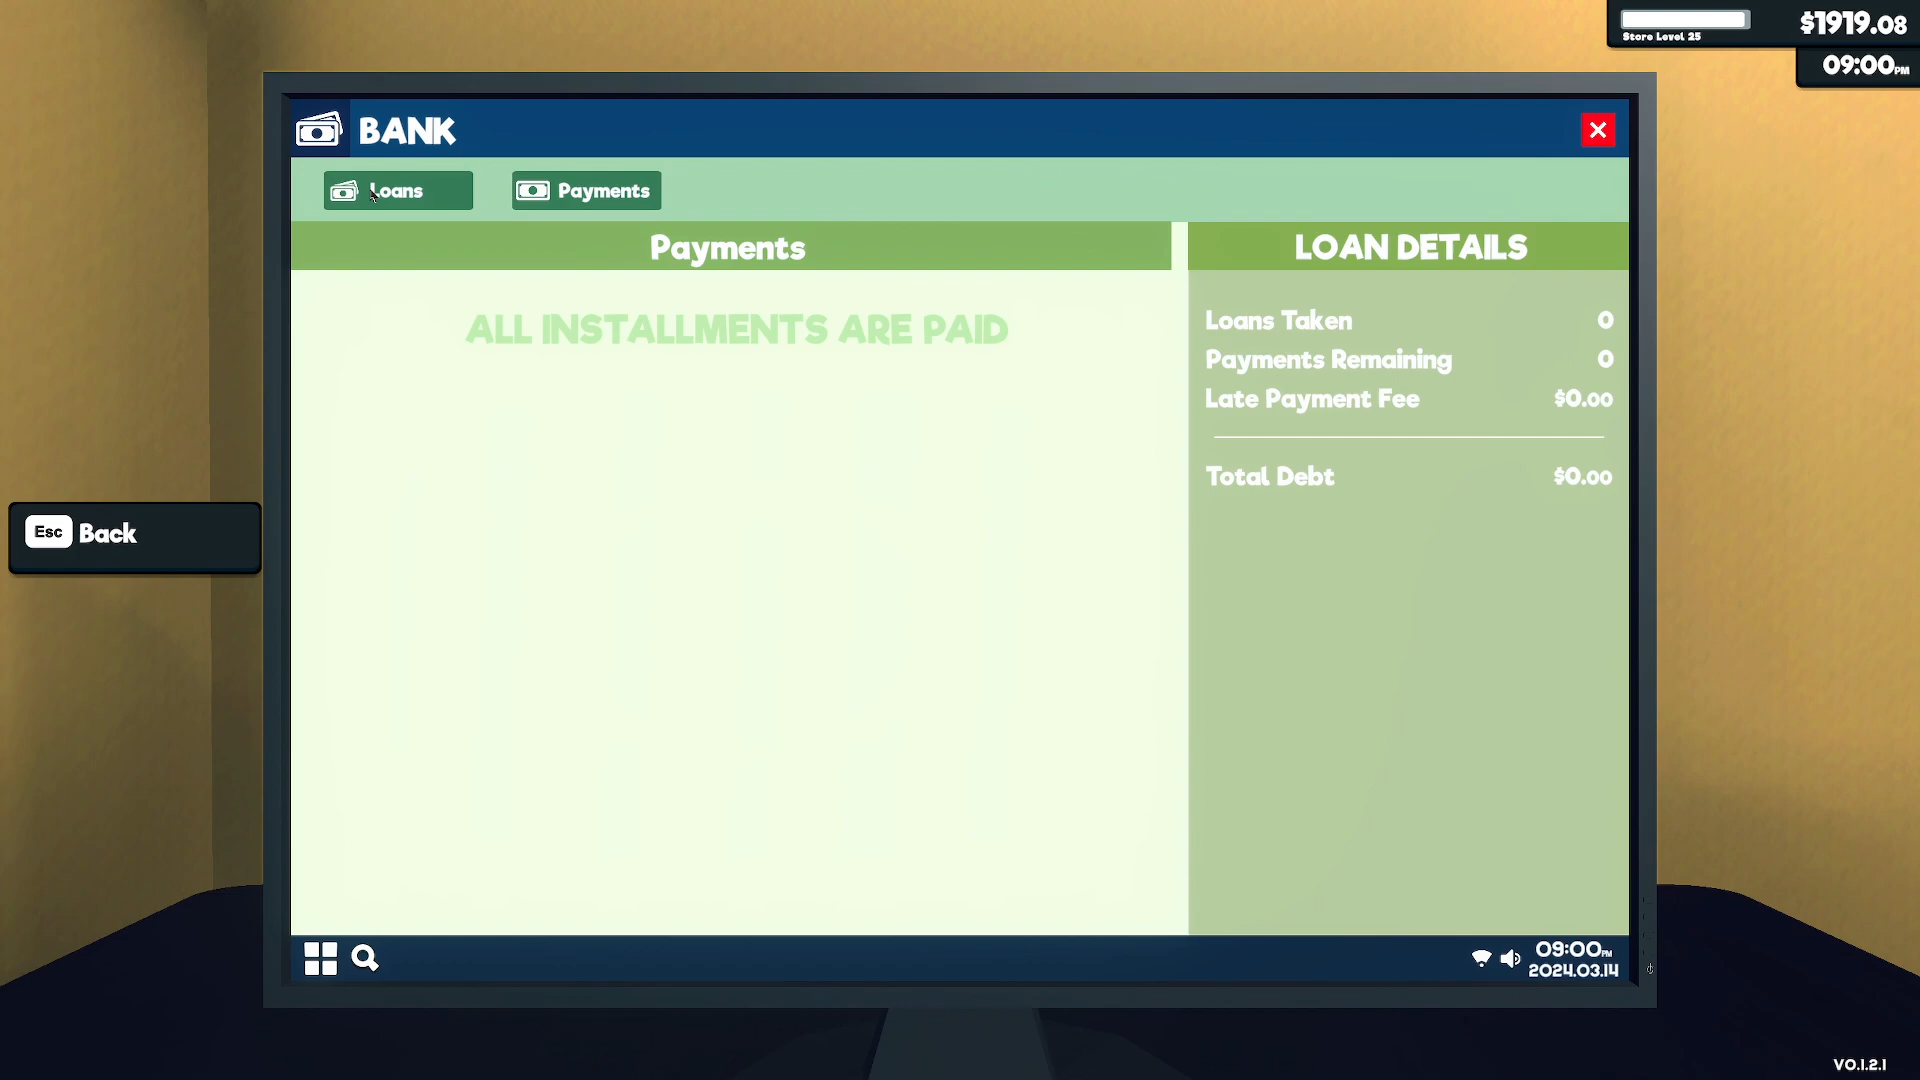 $1919.08
Store Level 25
09:00PM
BANK
Loans
Payments
Payments
LOAN DETAILS
ALL INSTALLMENTS ARE PAID
Loans Taken 0
Payments Remaining 0
Late Payment Fee $0.00
Total Debt $0.00
Esc Back
09:00PM
2024.03.14
V0.1.2.1